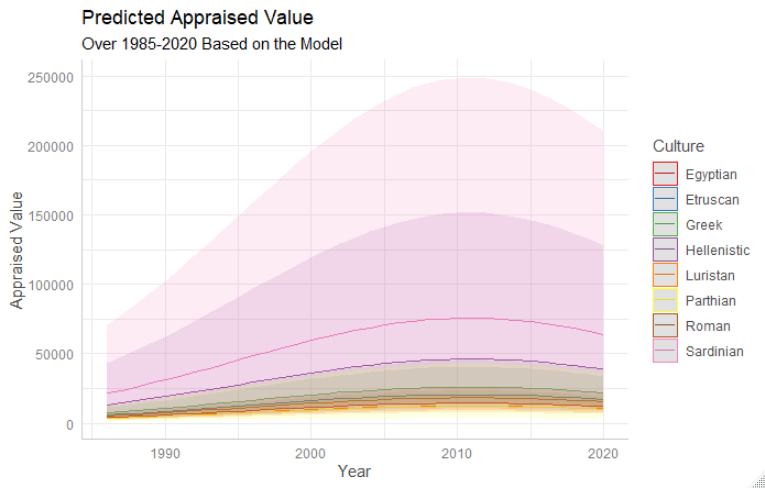 Predicted Appraised Value
Over 1985-2020 Based on the Model
250000
200000
150000
100000
50000
0
Appraised Value
1990
2000
2010
2020
Year
Culture
Egyptian
Etruscan
Greek
Hellenistic
Luristan
Parthian
Roman
Sardinian